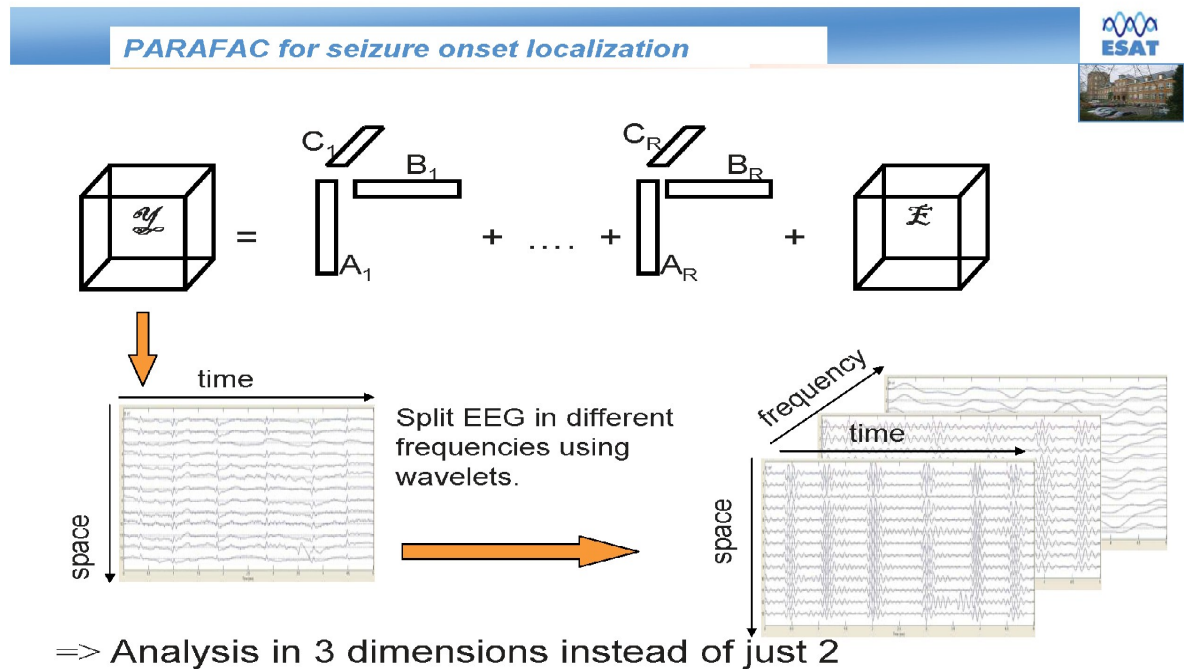 PARAFAC for seizure onset localization
ESAT
C1
B1
A1
CR
BR
AR
Y
=
+ .... +
+
E
time
space
Split EEG in different
frequencies using
wavelets.
frequency
time
space
=> Analysis in 3 dimensions instead of just 2